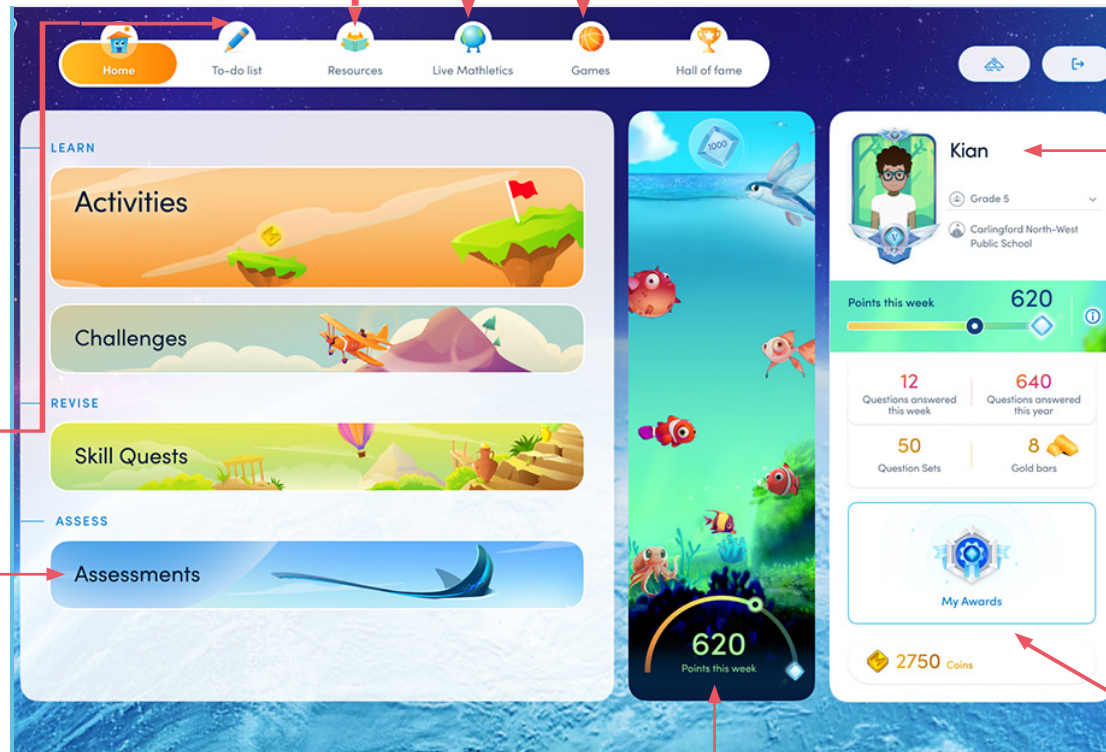 Home
To-do list
Resources
Live Mathletics
Games
Hall of fame
LEARN
Activities
Challenges
REVISE
Skill Quests
ASSESS
Assessments
1000
620
Points this week
Kian
Grade 5
Carlingford North-West
Public School
Points this week
620
12
Questions answered
this week
640
Questions answered
this year
50
Question Sets
8
Gold bars
V
My Awards
2750 Coins